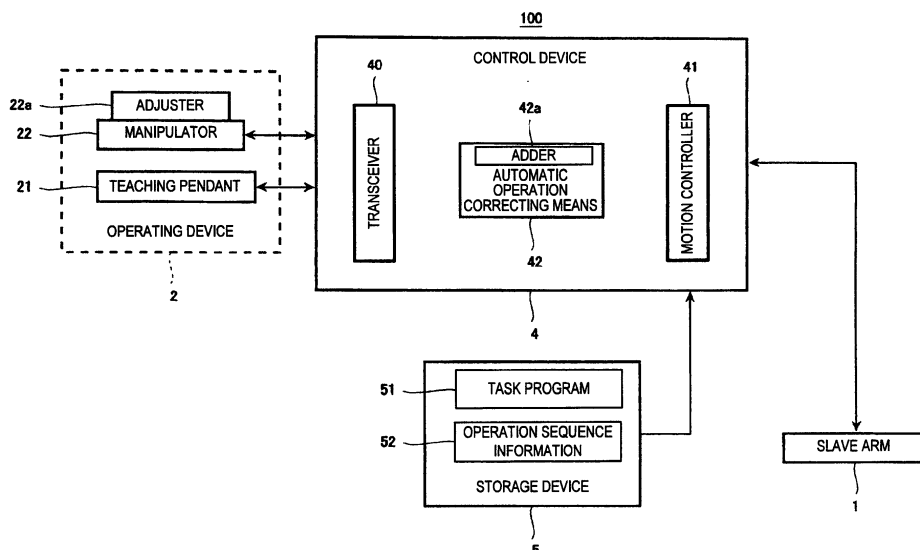 100
CONTROL DEVICE
40
41
22a
ADJUSTER
22
MANIPULATOR
21
TEACHING PENDANT
OPERATING DEVICE
2
TRANSCEIVER
42a
ADDER
AUTOMATIC
OPERATION
CORRECTING MEANS
42
MOTION CONTROLLER
4
51
TASK PROGRAM
52
OPERATION SEQUENCE
INFORMATION
STORAGE DEVICE
5
SLAVE ARM
1